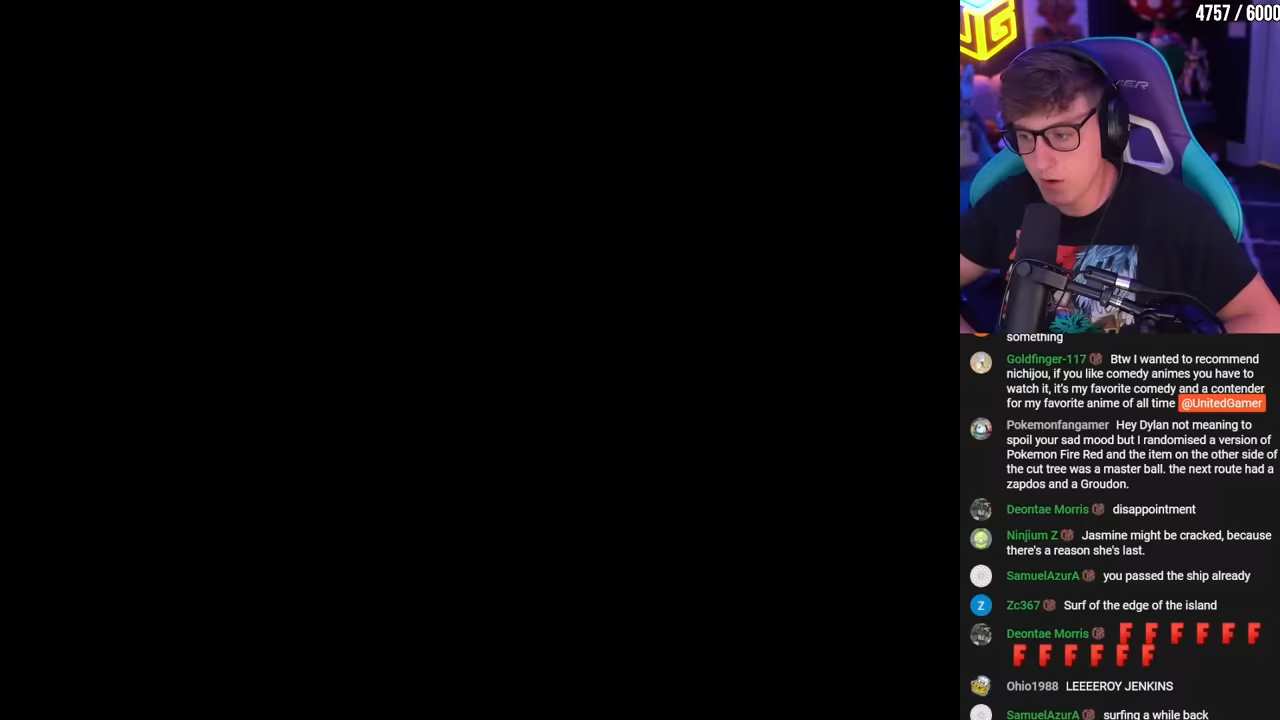 4757 / 6000
UG
something
Goldfinger-117 Btw I wanted to recommend
nichijou, if you like comedy animes you have to
watch it, it's my favorite comedy and a contender
for my favorite anime of all time @UnitedGamer
Pokemonfangamer Hey Dylan not meaning to
spoil your sad mood but I randomised a version of
Pokemon Fire Red and the item on the other side of
the cut tree was a master ball. the next route had a
zapdos and a Groudon.
Deontae Morris disappointment
Ninjium Z Jasmine might be cracked, because
there's a reason she's last.
SamuelAzurA you passed the ship already
Z Zc367 Surf of the edge of the island
Deontae Morris F F F F F F
F F F F F F
Ohio1988 LEEEEROY JENKINS
SamuelAzurA surfing a while back